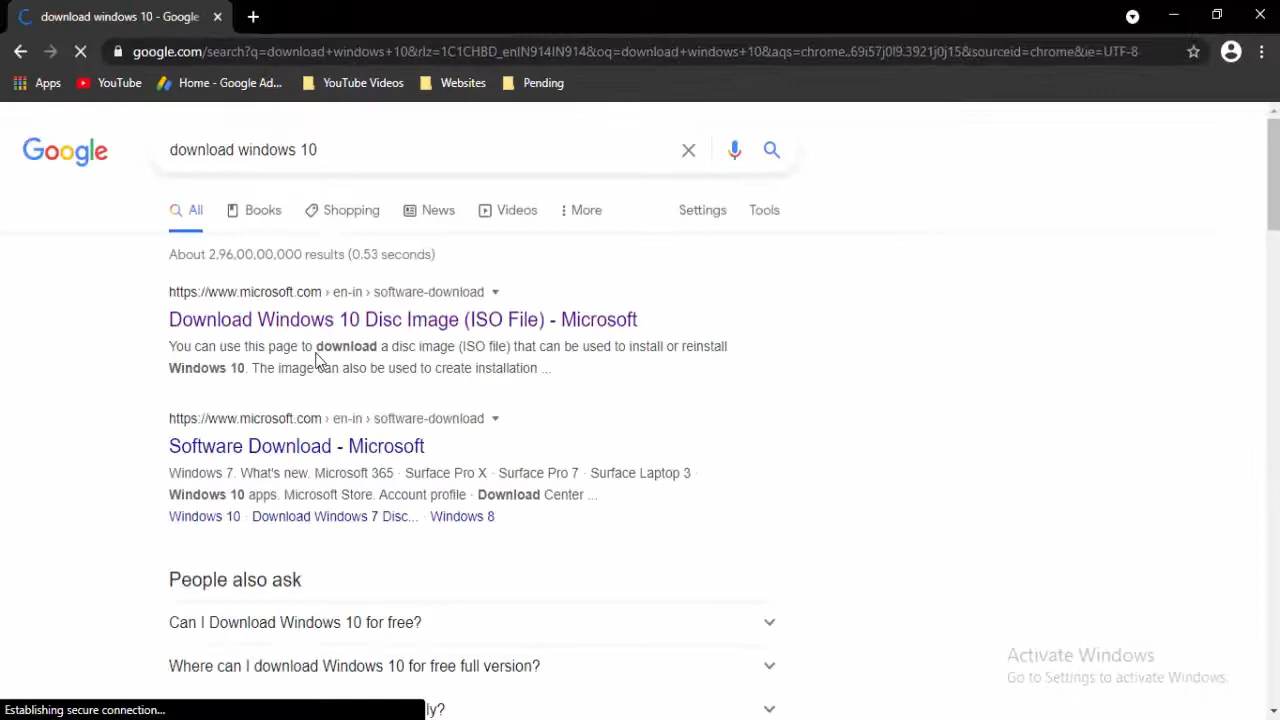 download windows 10 - Google
google.com/search?q=download+windows+10&rlz=1C1CHBD_enIN914IN914&oq=download+windows+10&aqs=chrome..69i57j0l9.3921j0j15&sourceid=chrome&ie=UTF-8
Apps YouTube Home - Google Ad... YouTube Videos Websites Pending
Google download windows 10
All Books Shopping News Videos More Settings Tools
About 2,96,00,00,000 results (0.53 seconds)
https://www.microsoft.com › en-in › software-download
Download Windows 10 Disc Image (ISO File) - Microsoft
You can use this page to download a disc image (ISO file) that can be used to install or reinstall
Windows 10. The image can also be used to create installation ...
https://www.microsoft.com › en-in › software-download
Software Download - Microsoft
Windows 7. What's new. Microsoft 365 · Surface Pro X · Surface Pro 7 · Surface Laptop 3 ·
Windows 10 apps. Microsoft Store. Account profile · Download Center ...
Windows 10 · Download Windows 7 Disc... · Windows 8
People also ask
Can I Download Windows 10 for free?
Where can I download Windows 10 for free full version?
Activate Windows
Go to Settings to activate Windows.
Establishing secure connection...
ly?